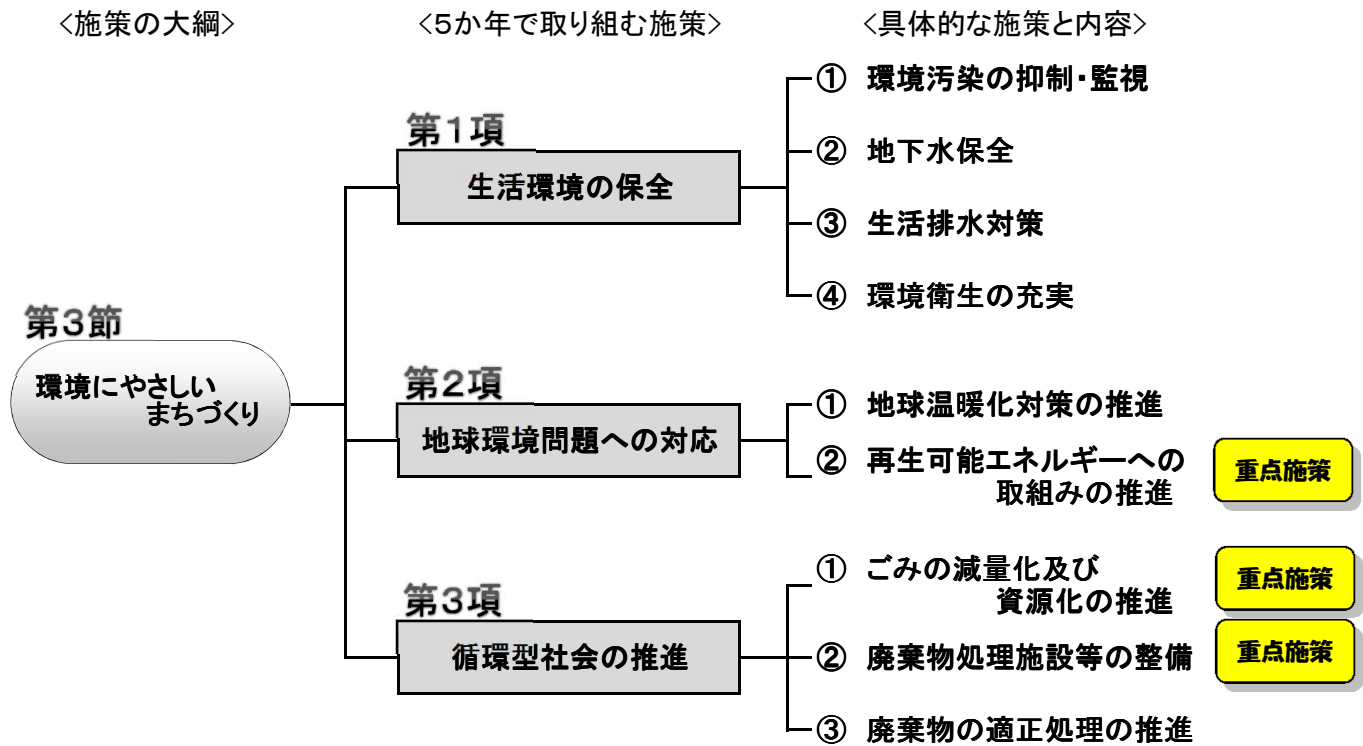 <施策の大綱>
<5か年で取り組む施策>
<具体的な施策と内容>
第3節
環境にやさしい
まちづくり
第1項
生活環境の保全
① 環境汚染の抑制・監視
② 地下水保全
③ 生活排水対策
④ 環境衛生の充実
第2項
地球環境問題への対応
① 地球温暖化対策の推進
② 再生可能エネルギーへの
取組みの推進
重点施策
第3項
循環型社会の推進
① ごみの減量化及び
資源化の推進
重点施策
② 廃棄物処理施設等の整備
重点施策
③ 廃棄物の適正処理の推進